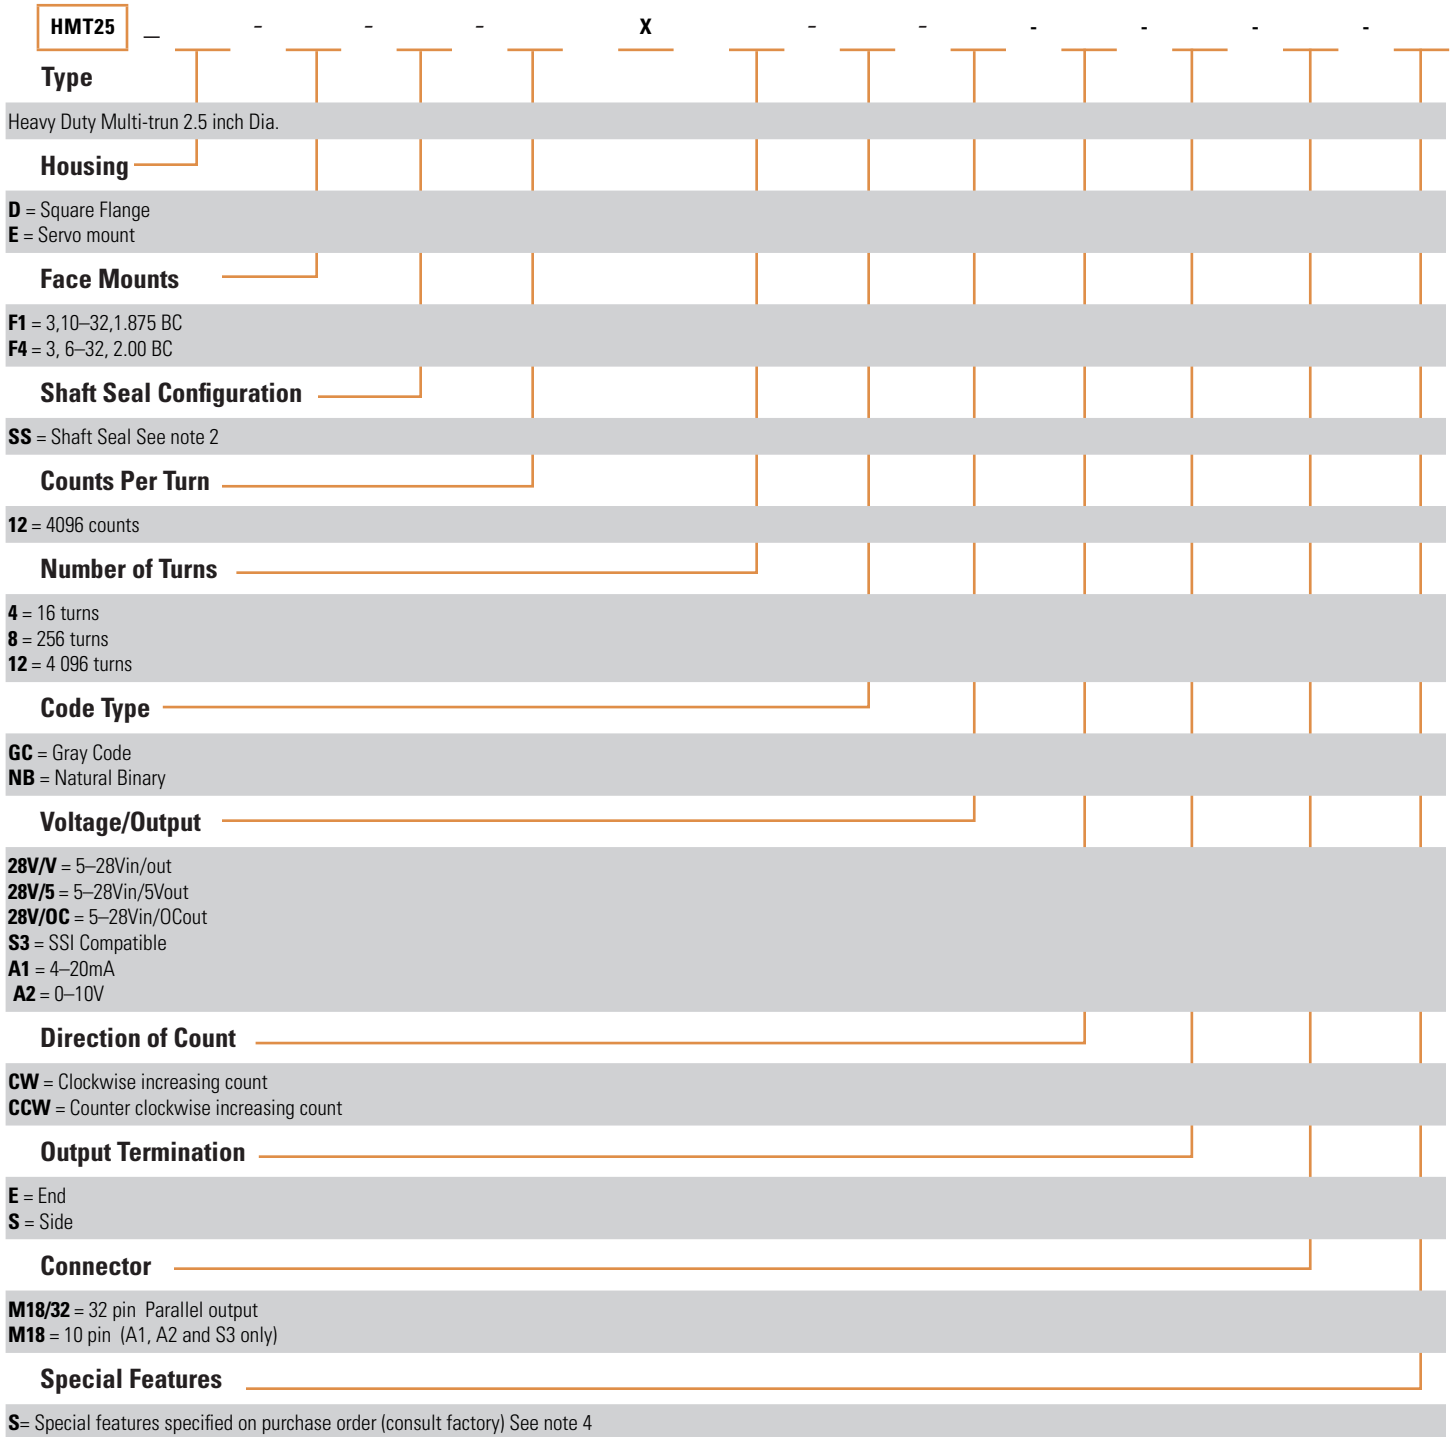 HMT25 _ – – – X – – - - - -
Type
Heavy Duty Multi-trun 2.5 inch Dia.
Housing
D = Square Flange
E = Servo mount
Face Mounts
F1 = 3,10–32,1.875 BC
F4 = 3, 6–32, 2.00 BC
Shaft Seal Configuration
SS = Shaft Seal See note 2
Counts Per Turn
12 = 4096 counts
Number of Turns
4 = 16 turns
8 = 256 turns
12 = 4 096 turns
Code Type
GC = Gray Code
NB = Natural Binary
Voltage/Output
28V/V = 5–28Vin/out
28V/5 = 5–28Vin/5Vout
28V/OC = 5–28Vin/OCout
S3 = SSI Compatible
A1 = 4–20mA
A2 = 0–10V
Direction of Count
CW = Clockwise increasing count
CCW = Counter clockwise increasing count
Output Termination
E = End
S = Side
Connector
M18/32 = 32 pin Parallel output
M18 = 10 pin (A1, A2 and S3 only)
Special Features
S= Special features specified on purchase order (consult factory) See note 4